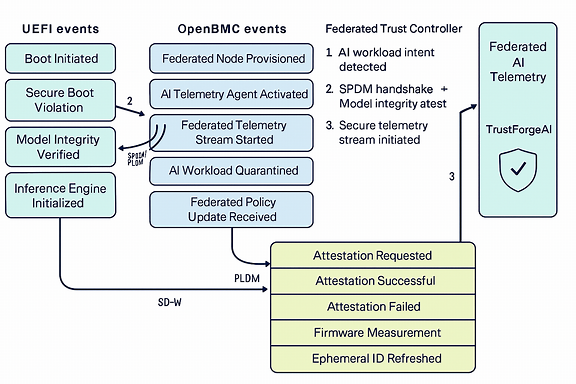 UEFI events
Boot Initiated
Secure Boot
Violation
Model Integrity
Verified
Inference Engine
Initialized
OpenBMC events
Federated Node Provisioned
AI Telemetry Agent Activated
Federated Telemetry
Stream Started
AI Workload Quarantined
Federated Policy
Update Received
2
PLDM
SD-W
PLDM
Federated Trust Controller
1 AI workload intent
detected
2. SPDM handshake +
Model integrity atest
3. Secure telemetry
stream initiated
3
Federated
AI
Telemetry
TrustForgeAI
Attestation Requested
Attestation Successful
Attestation Failed
Firmware Measurement
Ephemeral ID Refreshed